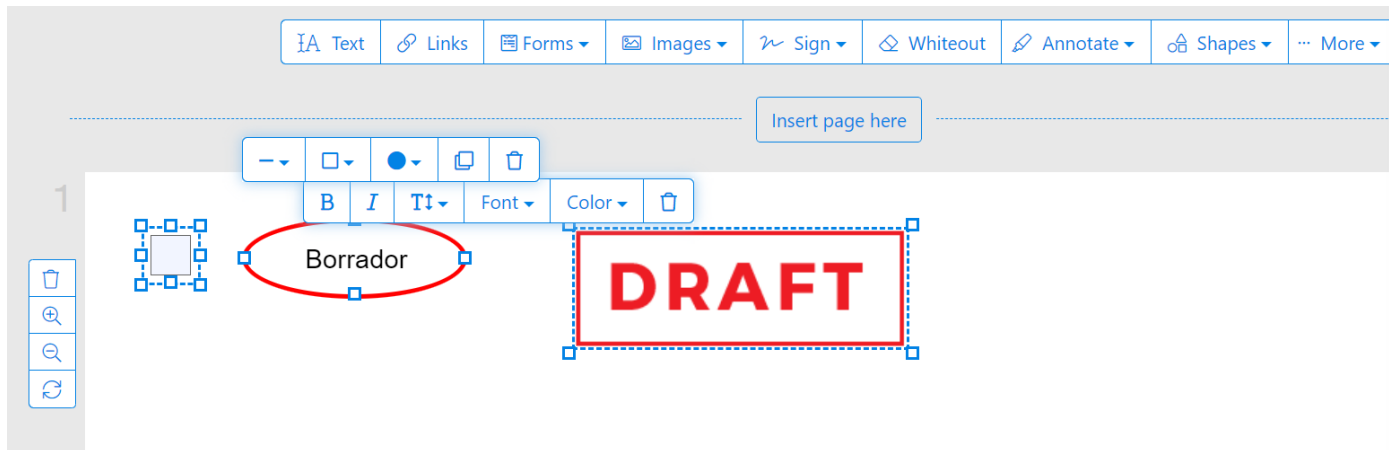 Text Links Forms Images Sign Whiteout Annotate Shapes More
Insert page here
1
B I T Font Color
Borrador
DRAFT